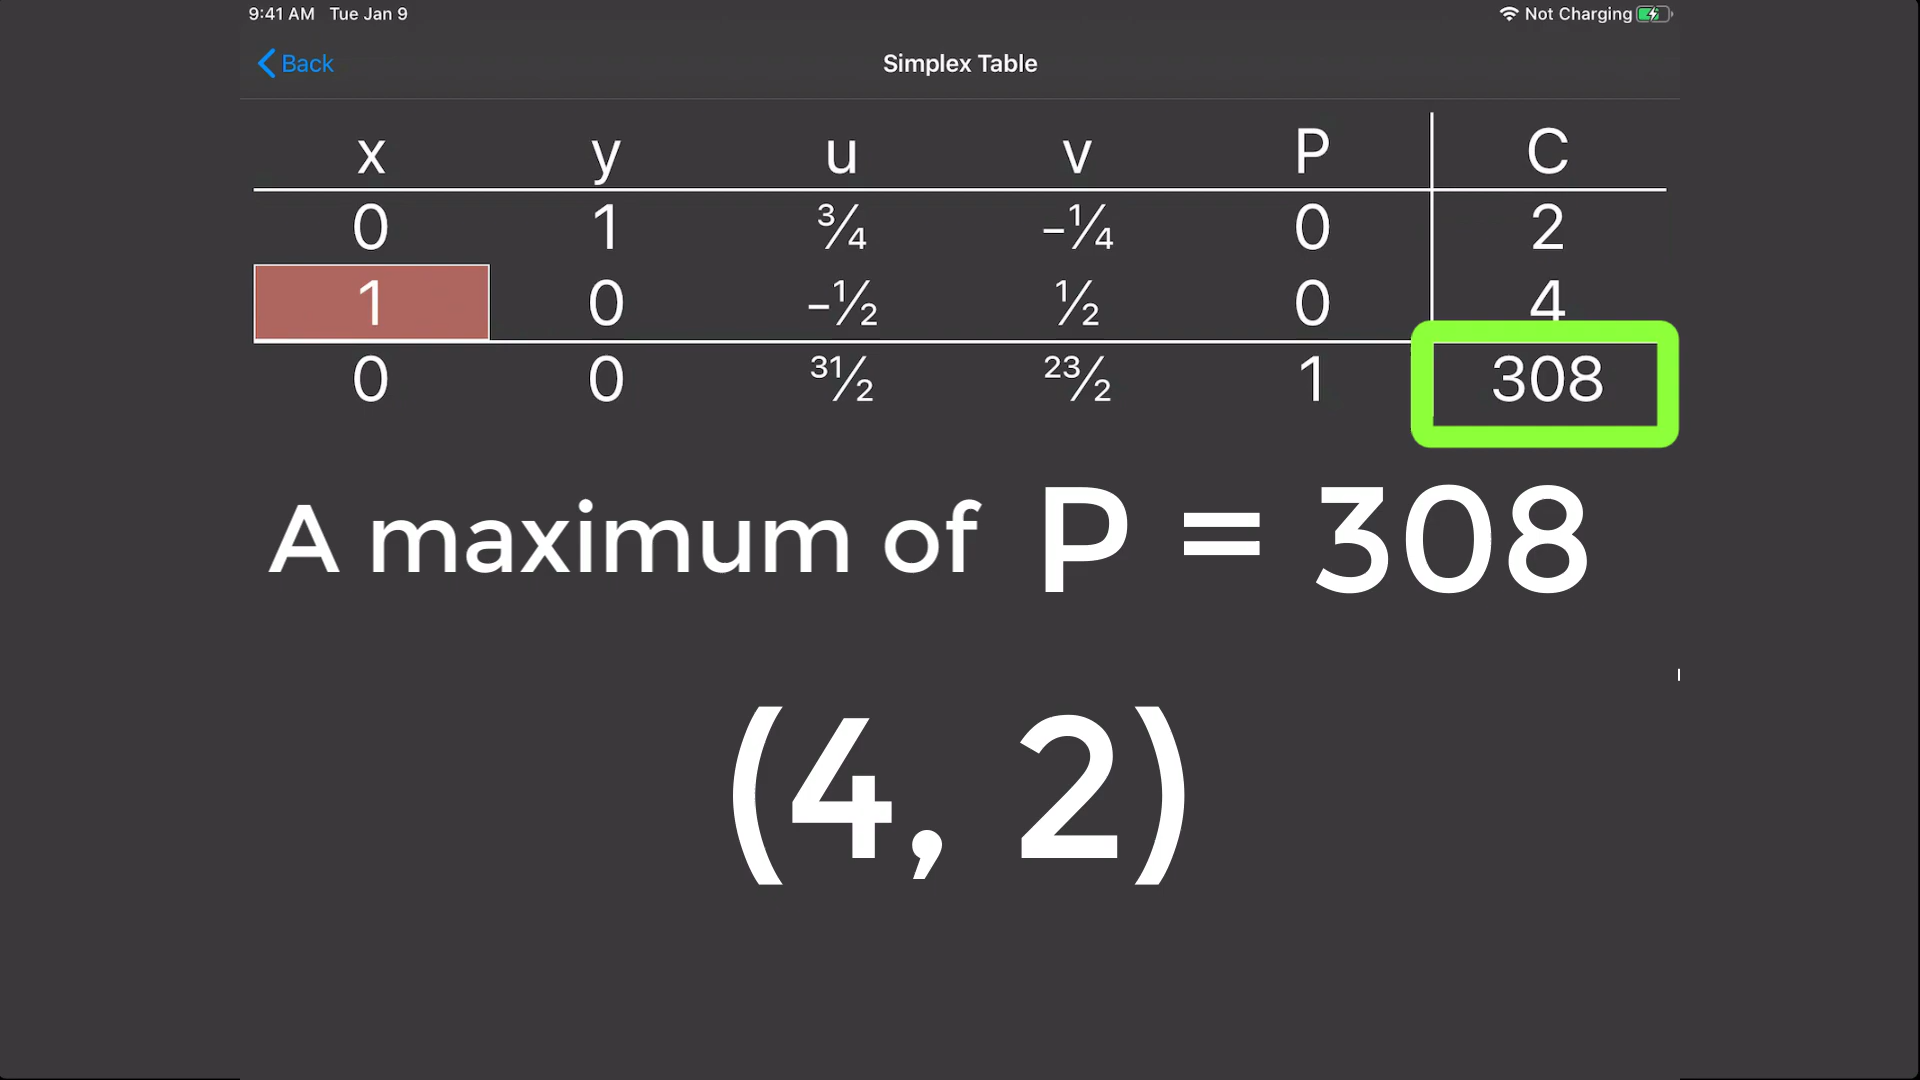 9:41 AM Tue Jan 9 Not Charging
Back Simplex Table
x y u v P C
0 1 ¾ -¼ 0 2
1 0 -½ ½ 0 4
0 0 ³¹⁄₂ ²³⁄₂ 1 308
A maximum of P = 308
(4, 2)